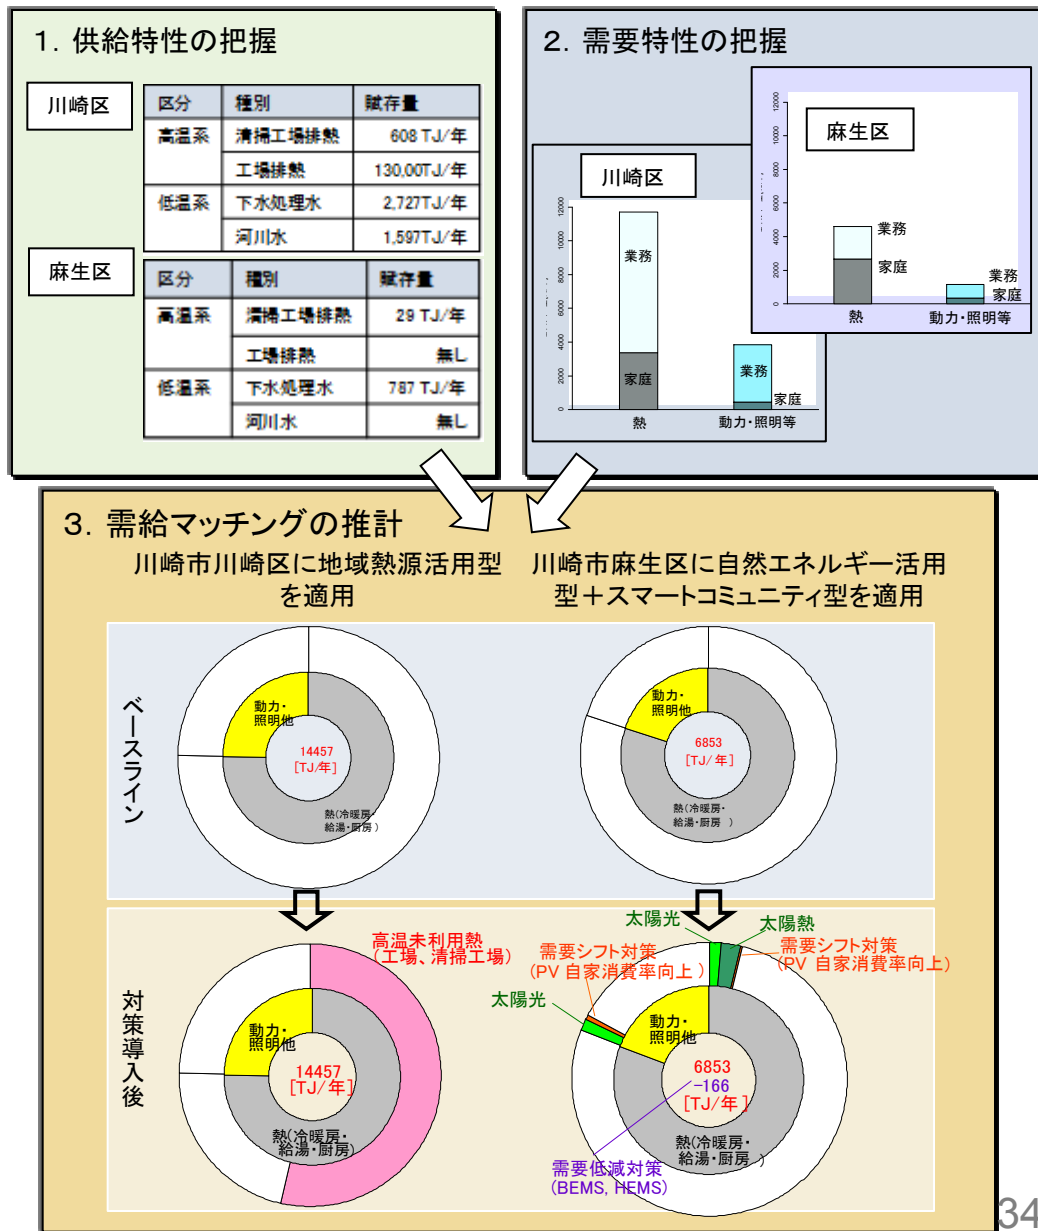 1．供給特性の把握
川崎区
区分 種別 賦存量
高温系 清掃工場排熱 608 TJ/年
工場排熱 130,00TJ/年
低温系 下水処理水 2,727TJ/年
河川水 1,597TJ/年
麻生区
区分 種別 賦存量
高温系 清掃工場排熱 29 TJ/年
工場排熱 無し
低温系 下水処理水 787 TJ/年
河川水 無し
2．需要特性の把握
川崎区
12000
10000
8000
6000
4000
2000
0
業務
家庭
業務
家庭
熱 動力・照明等
麻生区
12000
10000
8000
6000
4000
2000
0
業務
家庭
業務
家庭
熱 動力・照明等
3．需給マッチングの推計
川崎市川崎区に地域熱源活用型
を適用
川崎市麻生区に自然エネルギー活用
型＋スマートコミュニティ型を適用
ベースライン
動力・
照明他
14457
[TJ/年]
熱(冷暖房・
給湯・厨房)
動力・
照明他
6853
[TJ/年]
熱(冷暖房・
給湯・厨房 )
対策導入後
高温未利用熱
(工場、清掃工場)
動力・
照明他
14457
[TJ/年]
熱(冷暖房・
給湯・厨房)
太陽光
太陽熱
需要シフト対策
(PV 自家消費率向上 )
需要シフト対策
(PV 自家消費率向上)
太陽光
動力・
照明他
6853
-166
[TJ/年]
熱(冷暖房・
給湯・厨房 )
需要低減対策
(BEMS, HEMS)
34